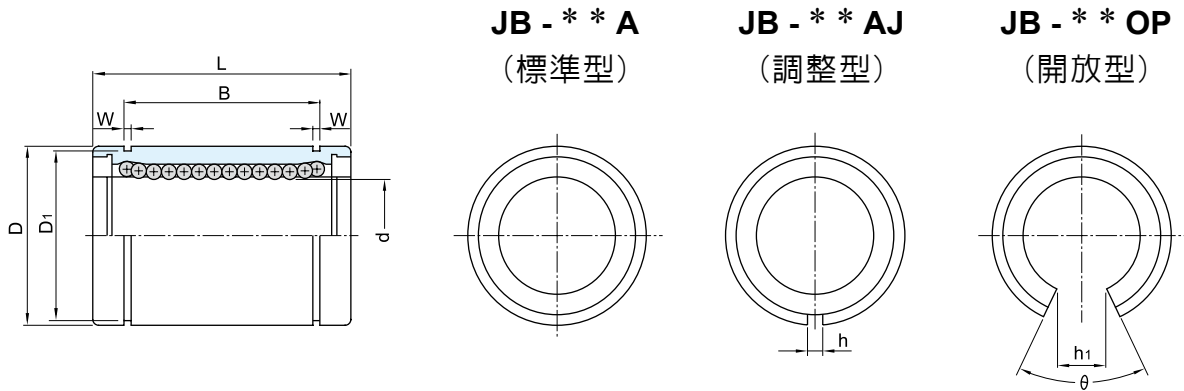 JB - * * A
(標準型)
JB - * * AJ
(調整型)
JB - * * OP
(開放型)
L
B
W
W
D
D1
d
h
h1
θ